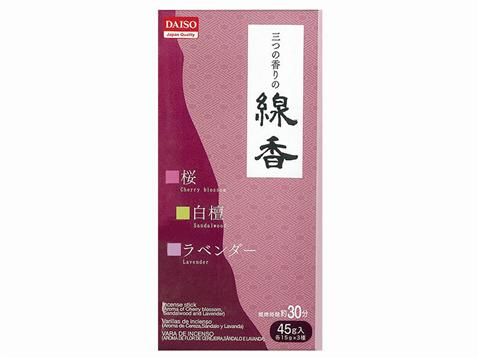 DAISO
Japan Quality
三つの香りの
線香
桜
Cherry blossom
白檀
Sandalwood
ラベンダー
Lavender
Incense stick
(Aroma of Cherry blossom,
Sandalwood and Lavender)
Varillas de incienso
(Aroma de Cereza,Sándalo y Lavanda)
VARA DE INCENSO
(AROMA DE FLOR DE CEREJEIRA,SÂNDALO E LAVANDA)
燃焼時間約30分
45g入
各15g×3種